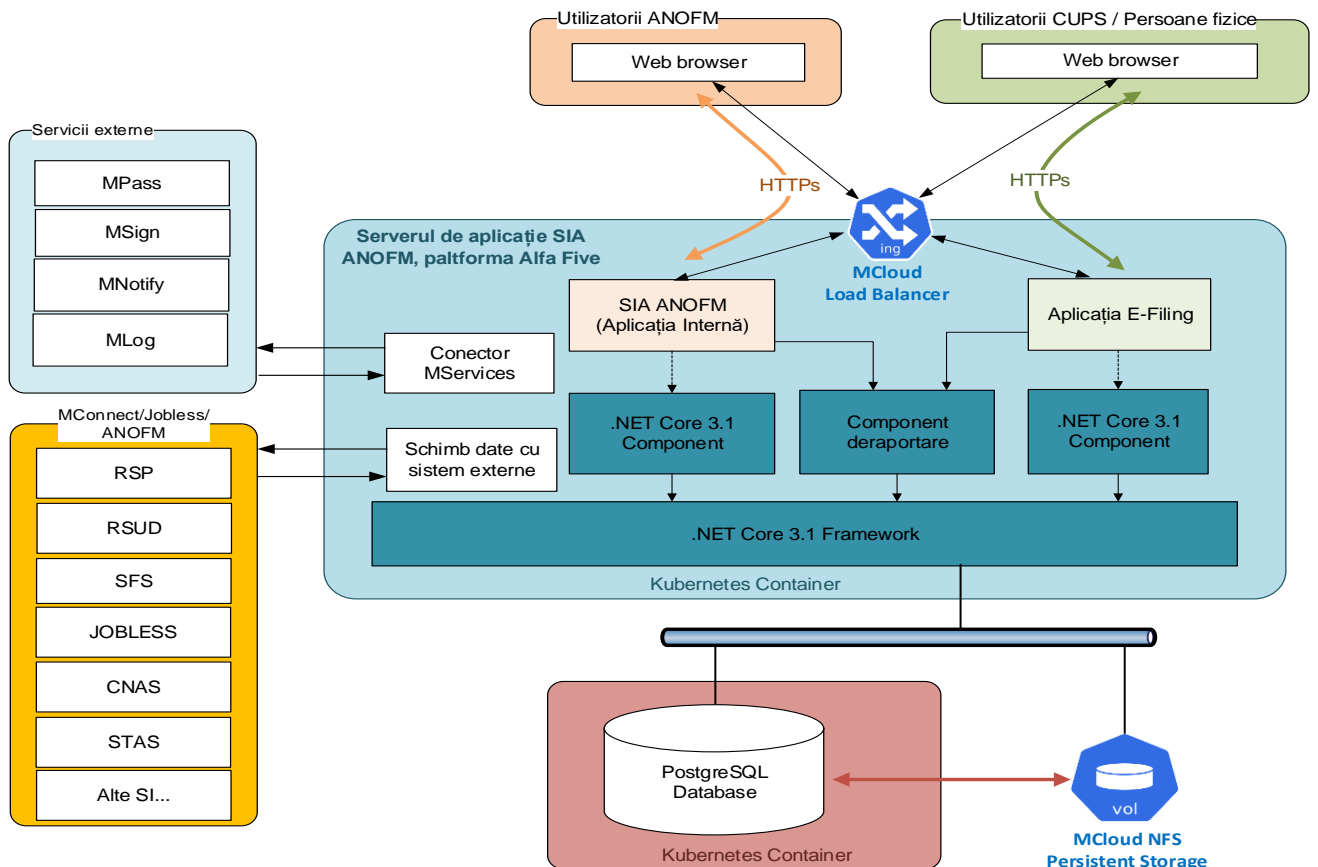 Utilizatorii ANOFM
Web browser
Utilizatorii CUPS / Persoane fizice
Web browser
Servicii externe
MPass
MSign
MNotify
MLog
HTTPs
HTTPs
ing
MCloud
Load Balancer
Serverul de aplicație SIA
ANOFM, paltforma Alfa Five
SIA ANOFM
(Aplicația Internă)
Aplicația E-Filing
Conector
MServices
.NET Core 3.1
Component
Component
deraportare
.NET Core 3.1
Component
MConnect/Jobless/
ANOFM
RSP
RSUD
SFS
JOBLESS
CNAS
STAS
Alte SI...
Schimb date cu
sistem externe
.NET Core 3.1 Framework
Kubernetes Container
PostgreSQL
Database
Kubernetes Container
vol
MCloud NFS
Persistent Storage